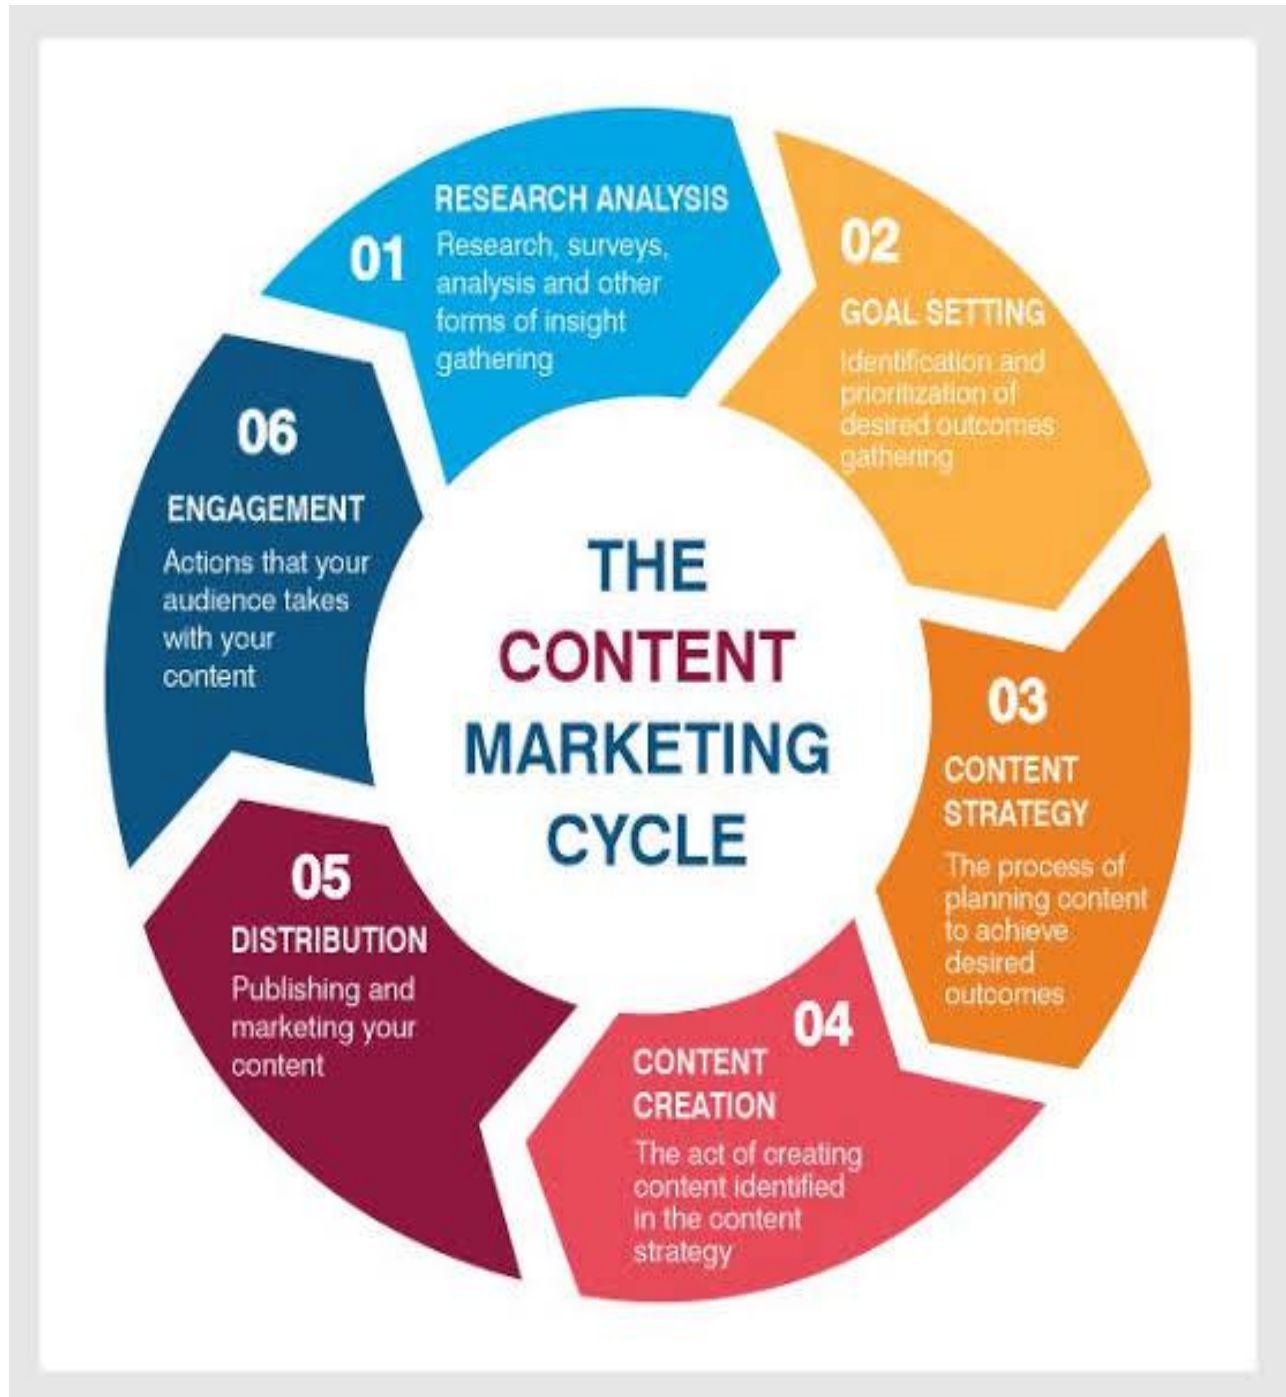 THE
CONTENT
MARKETING
CYCLE
01
RESEARCH ANALYSIS
Research, surveys,
analysis and other
forms of insight
gathering
02
GOAL SETTING
Identification and
prioritization of
desired outcomes
gathering
03
CONTENT
STRATEGY
The process of
planning content
to achieve
desired
outcomes
04
CONTENT
CREATION
The act of creating
content identified
in the content
strategy
05
DISTRIBUTION
Publishing and
marketing your
content
06
ENGAGEMENT
Actions that your
audience takes
with your
content